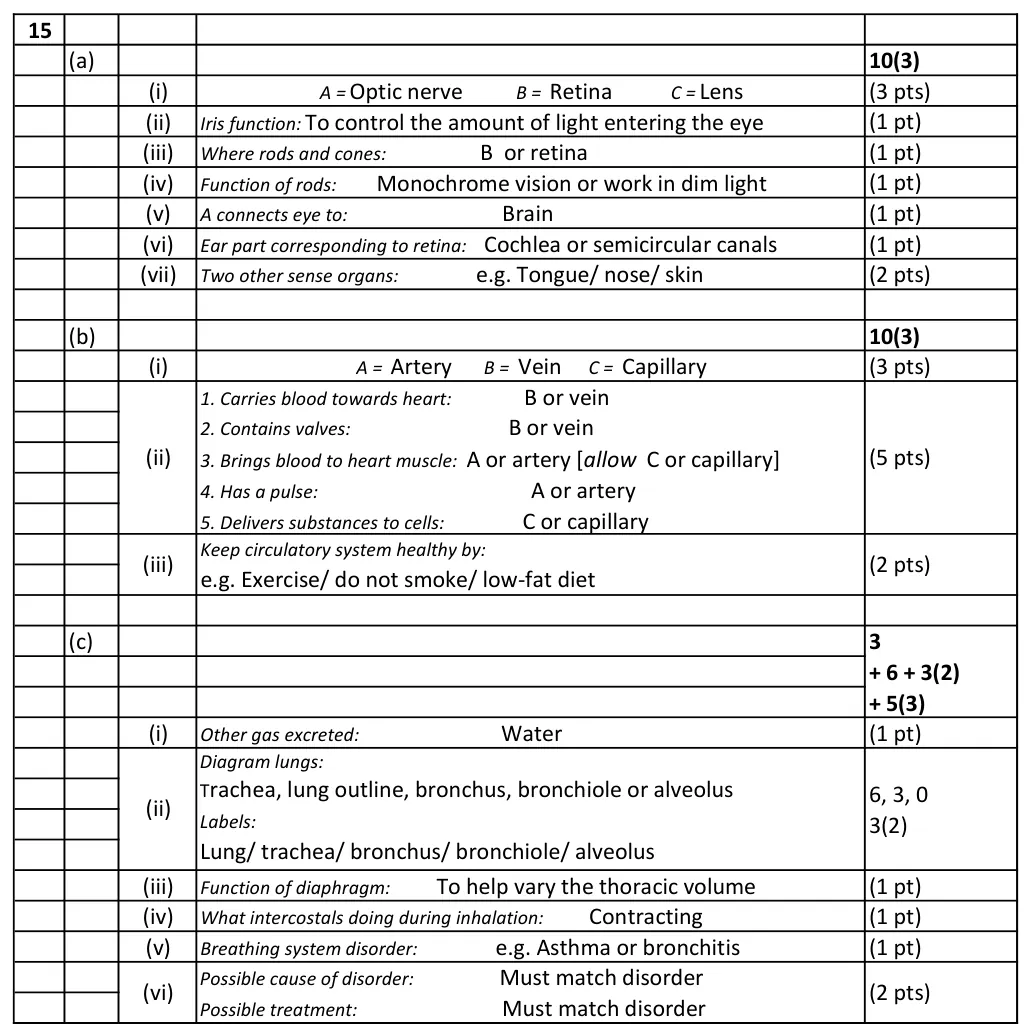 15
(a) 10(3)
(i) A = Optic nerve B = Retina C = Lens (3 pts)
(ii) Iris function: To control the amount of light entering the eye (1 pt)
(iii) Where rods and cones: B or retina (1 pt)
(iv) Function of rods: Monochrome vision or work in dim light (1 pt)
(v) A connects eye to: Brain (1 pt)
(vi) Ear part corresponding to retina: Cochlea or semicircular canals (1 pt)
(vii) Two other sense organs: e.g. Tongue/ nose/ skin (2 pts)
(b) 10(3)
(i) A = Artery B = Vein C = Capillary (3 pts)
1. Carries blood towards heart: B or vein
2. Contains valves: B or vein
(ii) 3. Brings blood to heart muscle: A or artery [allow C or capillary] (5 pts)
4. Has a pulse: A or artery
5. Delivers substances to cells: C or capillary
Keep circulatory system healthy by:
(iii) (2 pts)
e.g. Exercise/ do not smoke/ low-fat diet
(c) 3
+ 6 + 3(2)
+ 5(3)
(i) Other gas excreted: Water (1 pt)
Diagram lungs:
Trachea, lung outline, bronchus, bronchiole or alveolus 6, 3, 0
(ii) Labels: 3(2)
Lung/ trachea/ bronchus/ bronchiole/ alveolus
(iii) Function of diaphragm: To help vary the thoracic volume (1 pt)
(iv) What intercostals doing during inhalation: Contracting (1 pt)
(v) Breathing system disorder: e.g. Asthma or bronchitis (1 pt)
Possible cause of disorder: Must match disorder
(vi) (2 pts)
Possible treatment: Must match disorder